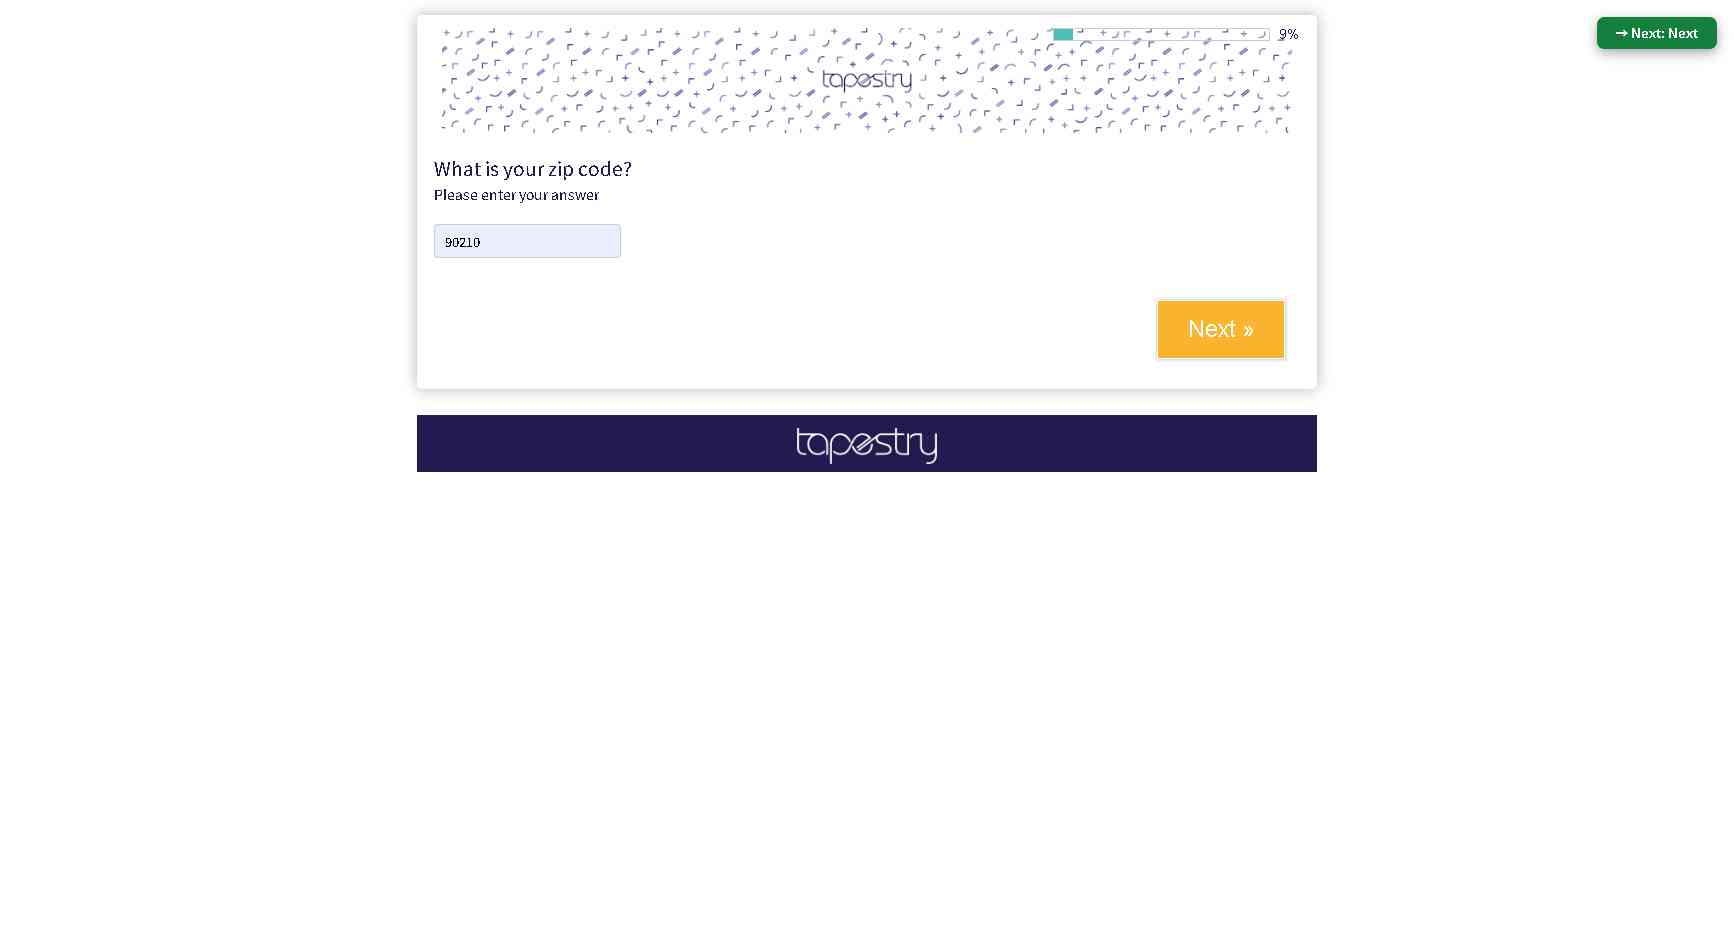 9%
→ Next: Next
tapestry
What is your zip code?
Please enter your answer
90210
Next »
tapestry